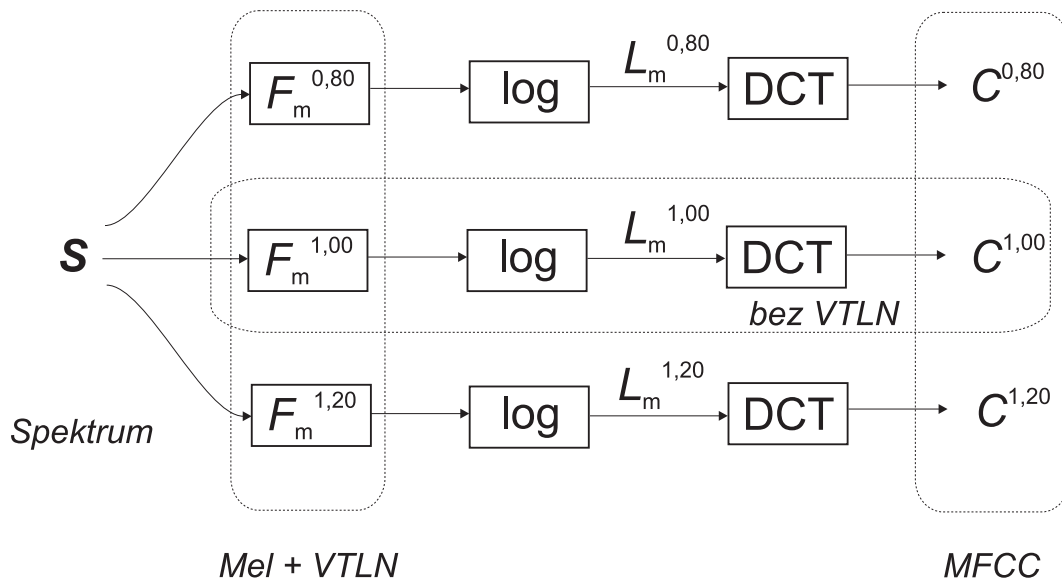 F_m^0,80 log L_m^0,80 DCT C^0,80
S F_m^1,00 log L_m^1,00 DCT C^1,00
bez VTLN
F_m^1,20 log L_m^1,20 DCT C^1,20
Spektrum
Mel + VTLN MFCC